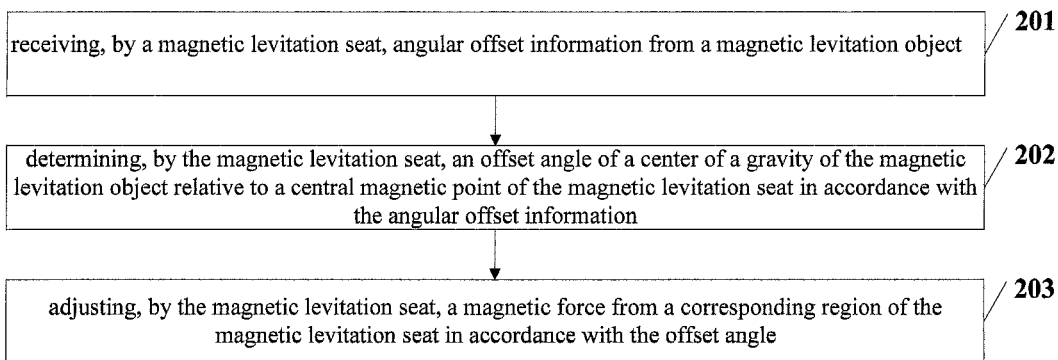 201
receiving, by a magnetic levitation seat, angular offset information from a magnetic levitation object
202
determining, by the magnetic levitation seat, an offset angle of a center of a gravity of the magnetic
levitation object relative to a central magnetic point of the magnetic levitation seat in accordance with
the angular offset information
203
adjusting, by the magnetic levitation seat, a magnetic force from a corresponding region of the
magnetic levitation seat in accordance with the offset angle